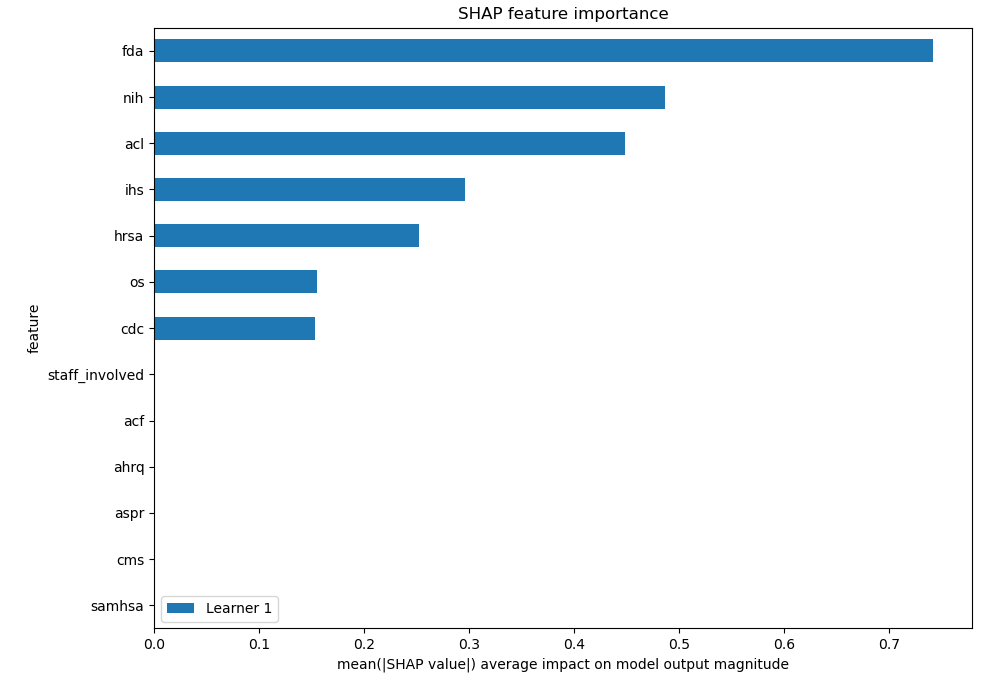 SHAP feature importance
fda
nih
acl
ihs
hrsa
os
cdc
staff_involved
acf
ahrq
aspr
cms
samhsa
feature
Learner 1
0.0 0.1 0.2 0.3 0.4 0.5 0.6 0.7
mean(|SHAP value|) average impact on model output magnitude